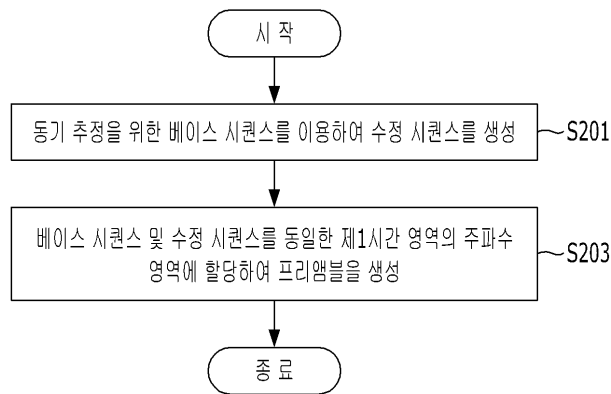 시 작
동기 추정을 위한 베이스 시퀀스를 이용하여 수정 시퀀스를 생성
S201
베이스 시퀀스 및 수정 시퀀스를 동일한 제1시간 영역의 주파수
영역에 할당하여 프리앰블을 생성
S203
종 료